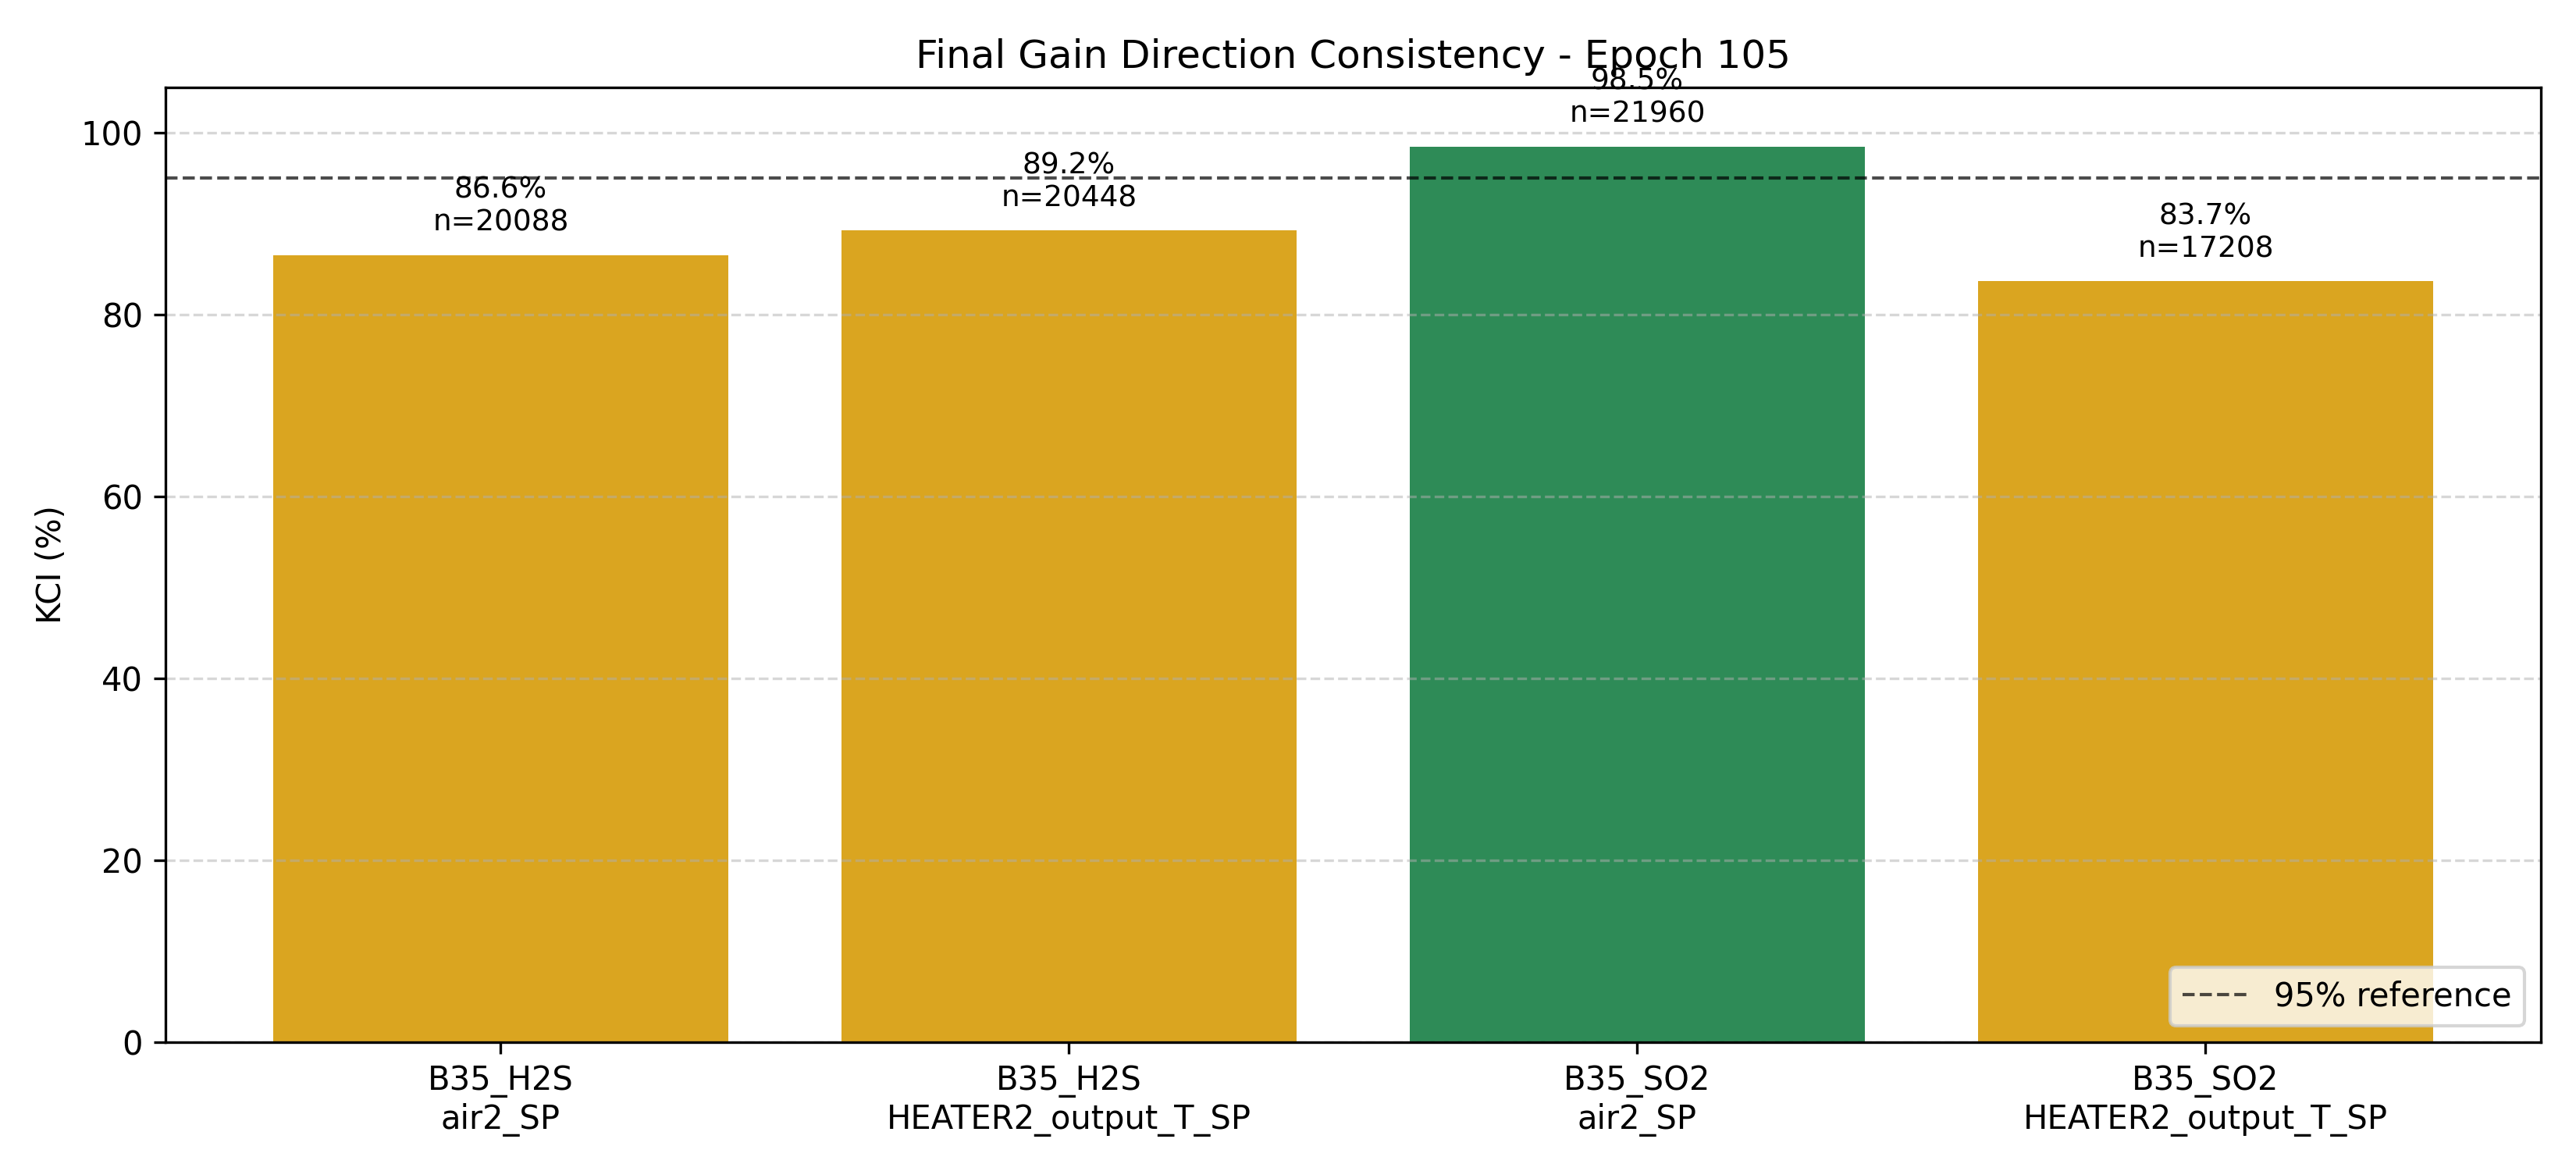 Final Gain Direction Consistency - Epoch 105
98.5%
n=21960
89.2%
n=20448
86.6%
n=20088
83.7%
n=17208
KCI (%)
100
80
60
40
20
0
95% reference
B35_H2S
air2_SP
B35_H2S
HEATER2_output_T_SP
B35_SO2
air2_SP
B35_SO2
HEATER2_output_T_SP